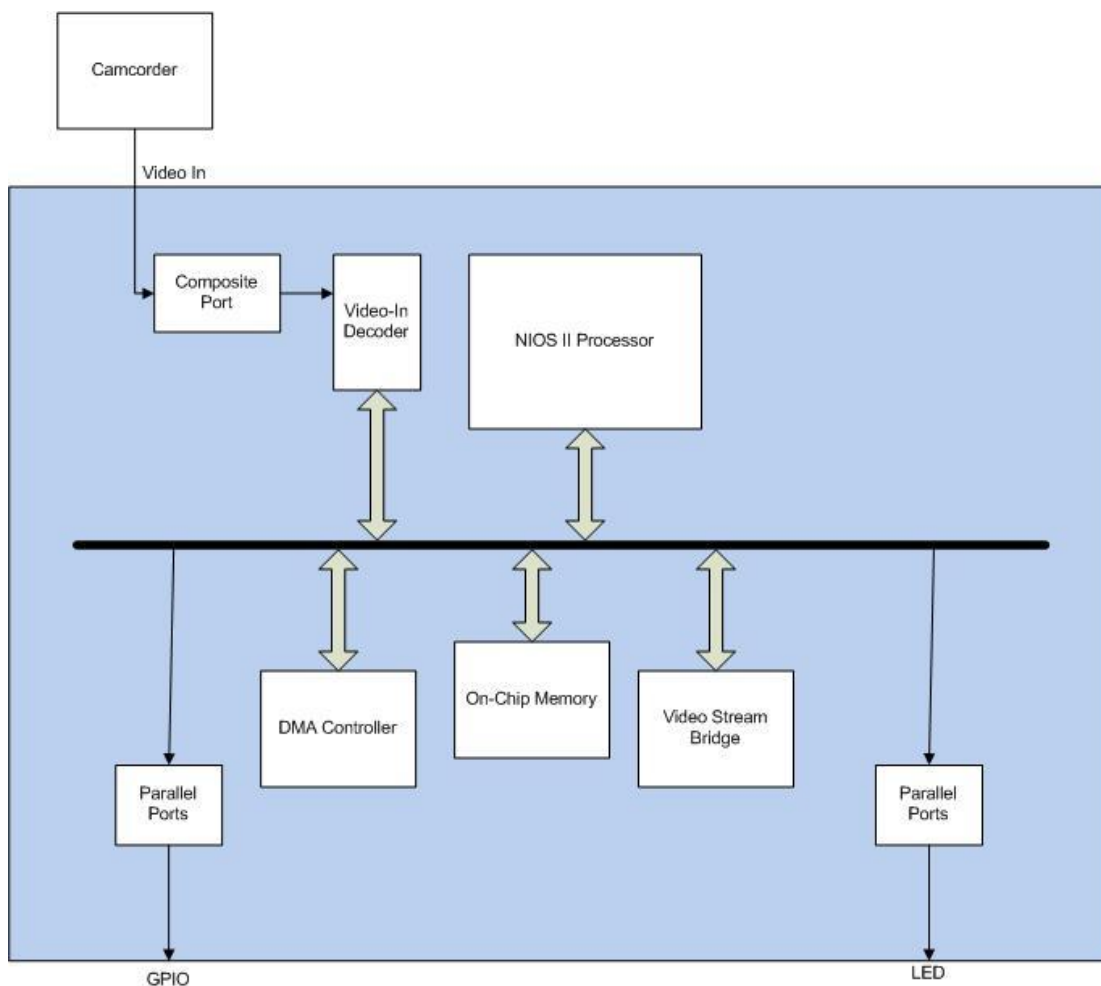 Camcorder
Video In
Composite
Port
Video-In
Decoder
NIOS II Processor
DMA Controller
On-Chip Memory
Video Stream
Bridge
Parallel
Ports
Parallel
Ports
GPIO
LED